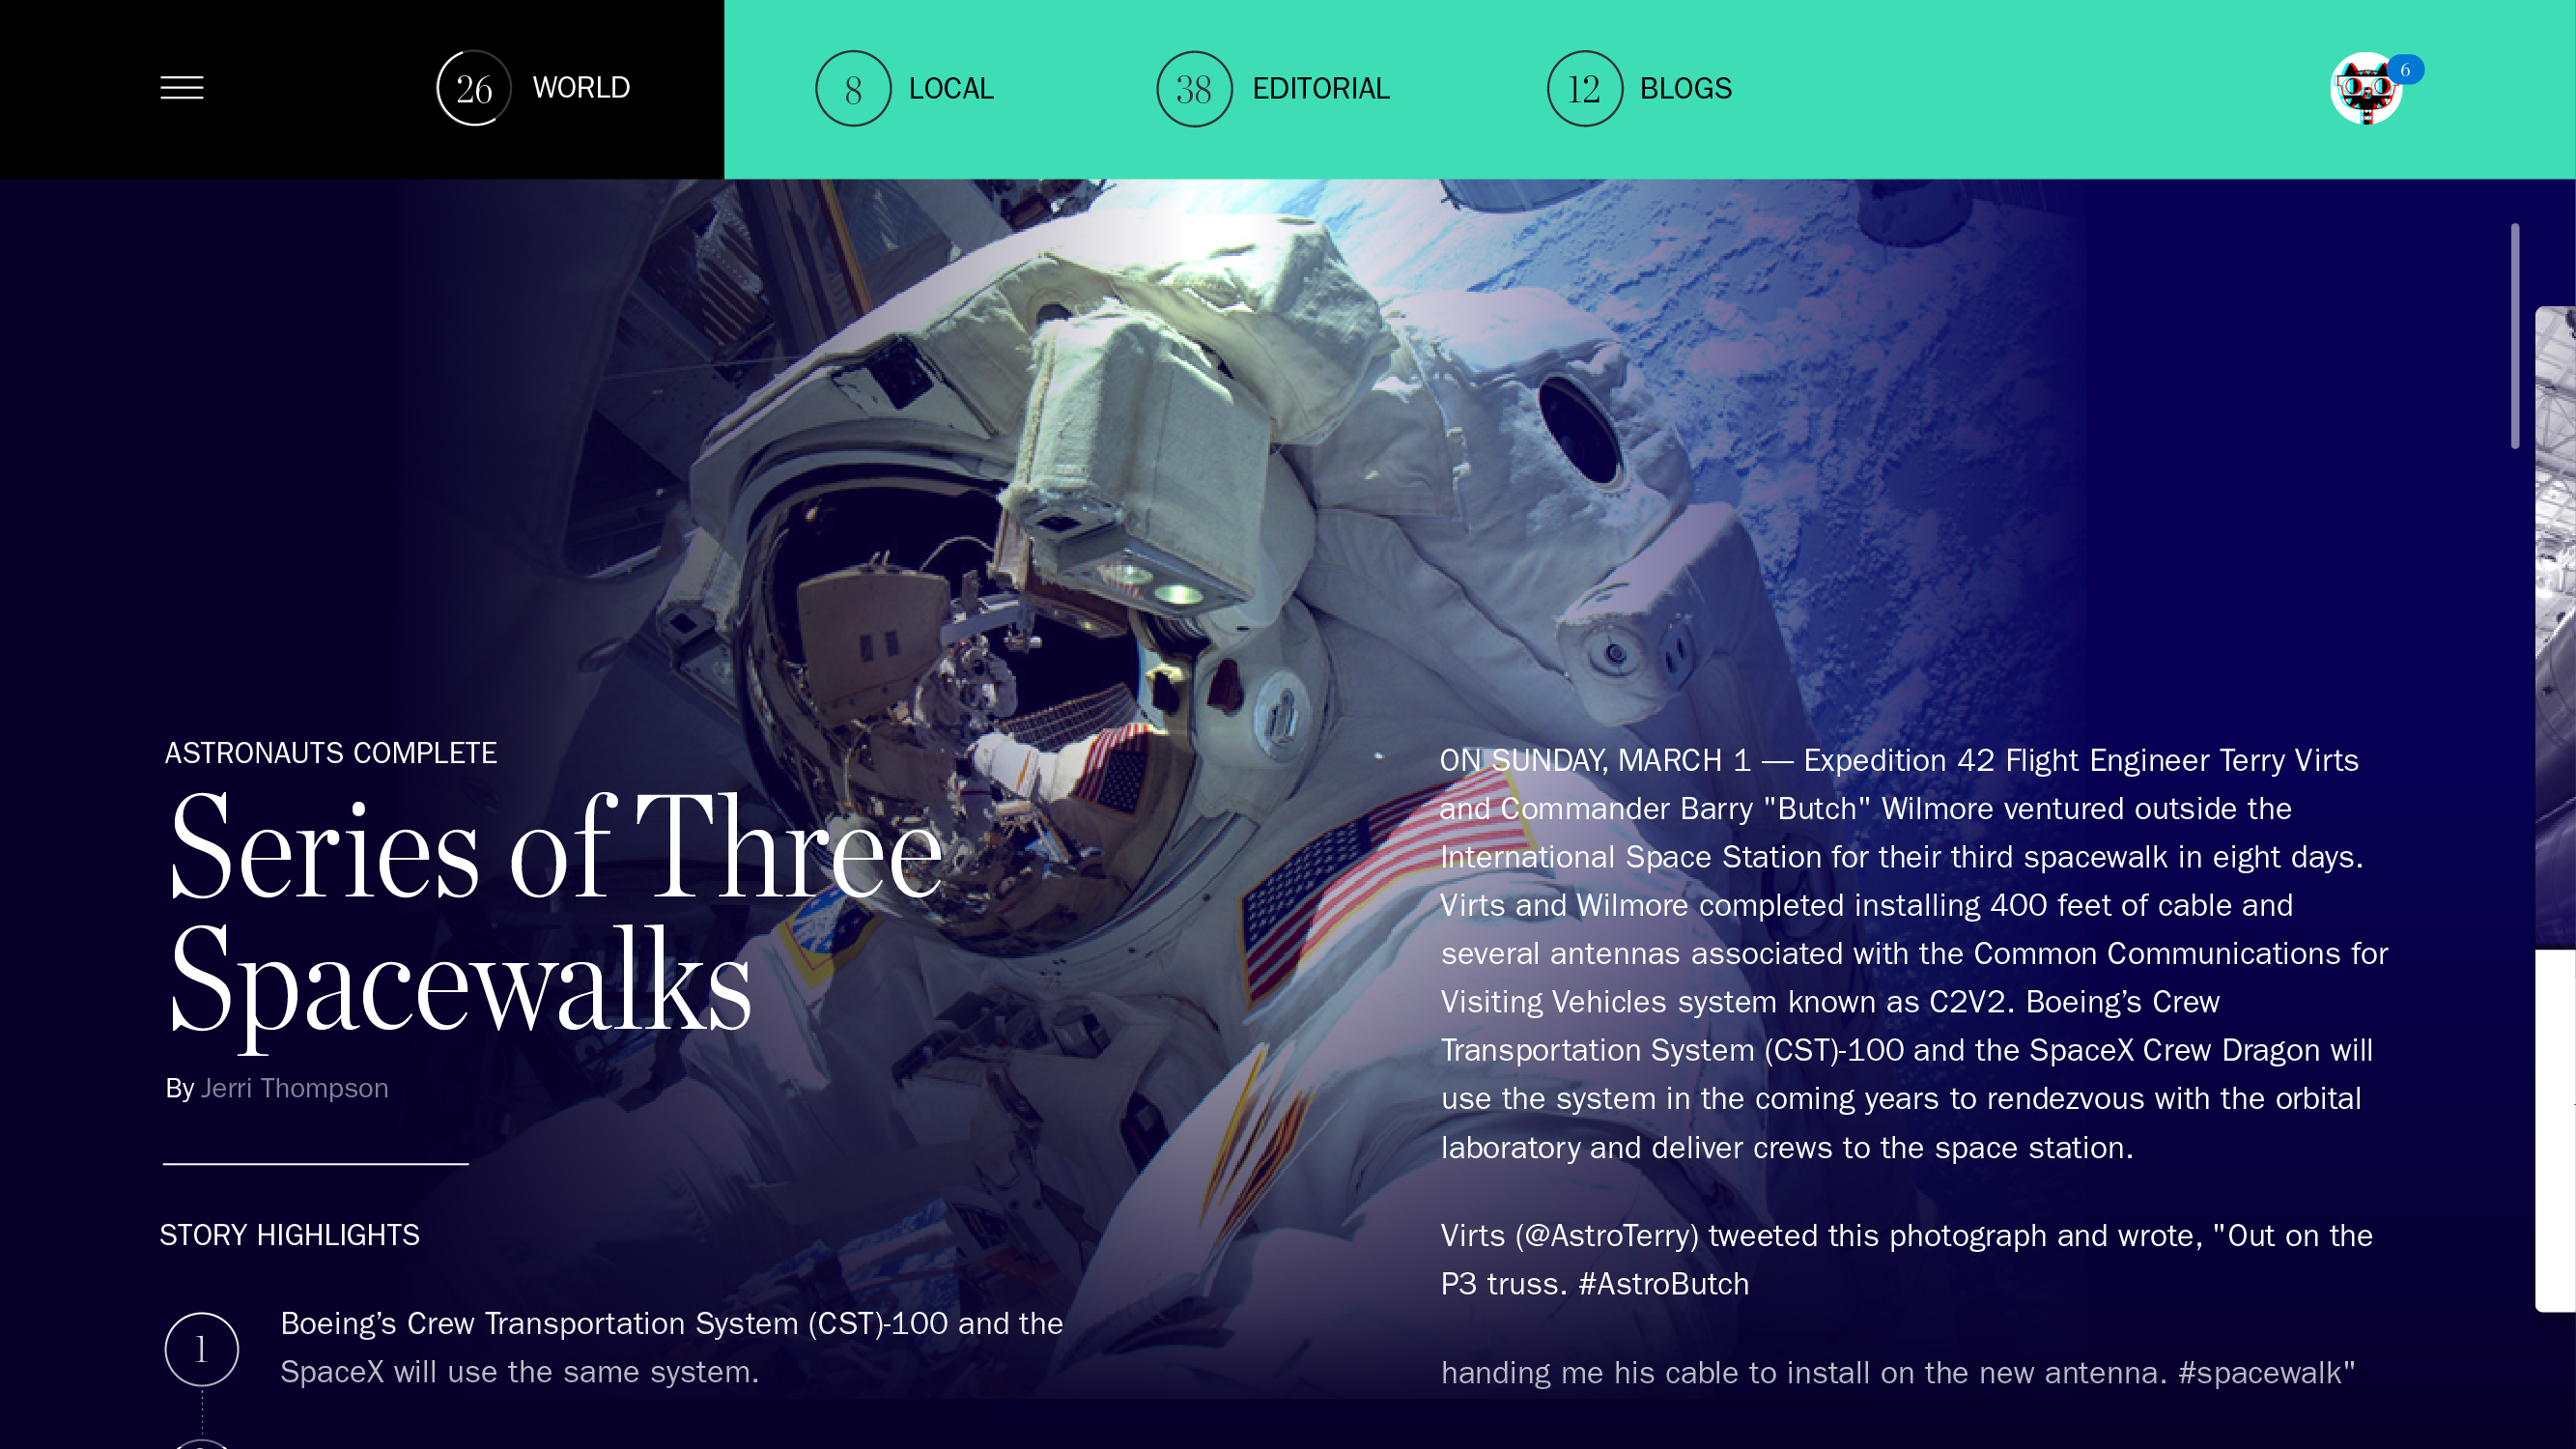 26 WORLD
8 LOCAL
38 EDITORIAL
12 BLOGS
6
ASTRONAUTS COMPLETE
Series of Three
Spacewalks
By Jerri Thompson
STORY HIGHLIGHTS
1
Boeing’s Crew Transportation System (CST)-100 and the
SpaceX will use the same system.
ON SUNDAY, MARCH 1 — Expedition 42 Flight Engineer Terry Virts
and Commander Barry "Butch" Wilmore ventured outside the
International Space Station for their third spacewalk in eight days.
Virts and Wilmore completed installing 400 feet of cable and
several antennas associated with the Common Communications for
Visiting Vehicles system known as C2V2. Boeing’s Crew
Transportation System (CST)-100 and the SpaceX Crew Dragon will
use the system in the coming years to rendezvous with the orbital
laboratory and deliver crews to the space station.
Virts (@AstroTerry) tweeted this photograph and wrote, "Out on the
P3 truss. #AstroButch
handing me his cable to install on the new antenna. #spacewalk"